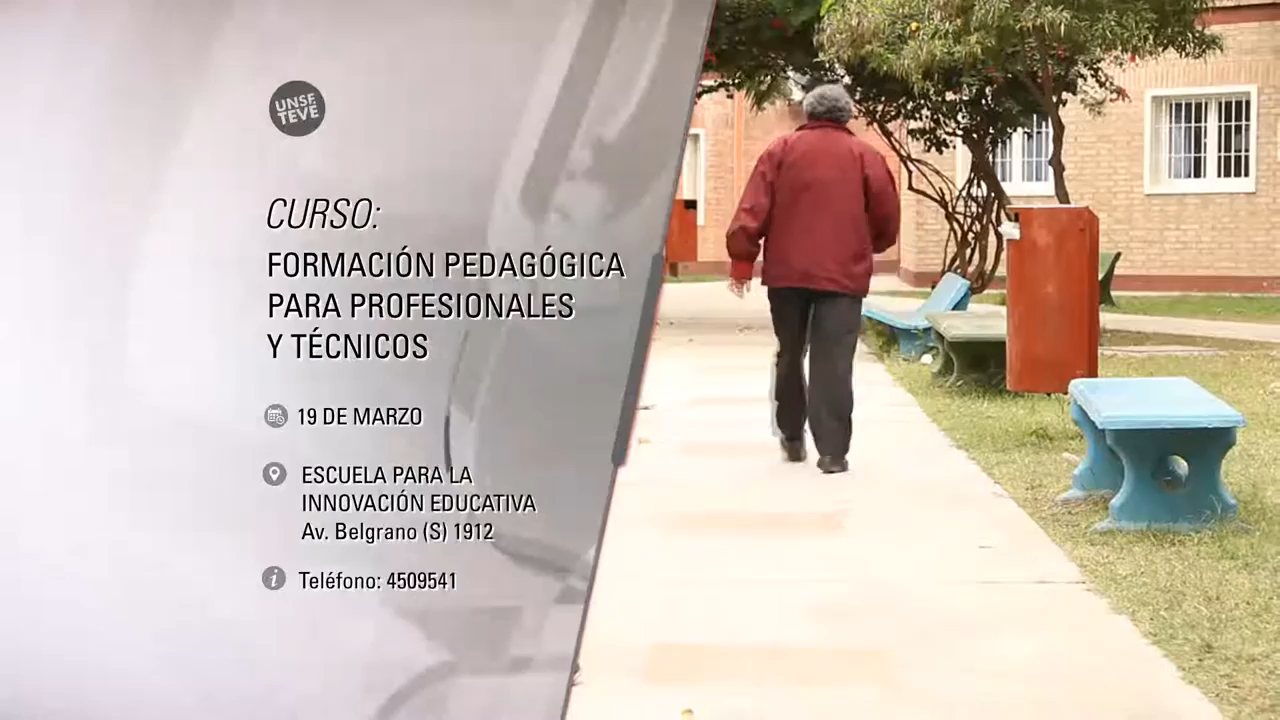 UNSE
TEVE
CURSO:
FORMACIÓN PEDAGÓGICA
PARA PROFESIONALES
Y TÉCNICOS
19 DE MARZO
ESCUELA PARA LA
INNOVACIÓN EDUCATIVA
Av. Belgrano (S) 1912
Teléfono: 4509541